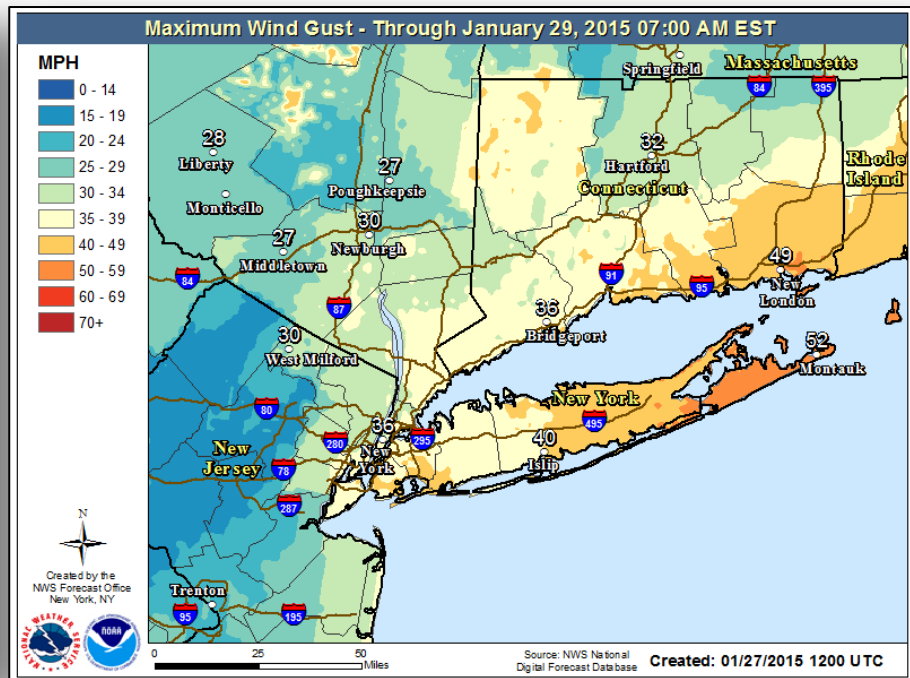 Maximum Wind Gust - Through January 29, 2015 07:00 AM EST
MPH
0 - 14
15 - 19
20 - 24
25 - 29
30 - 34
35 - 39
40 - 49
50 - 59
60 - 69
70+
Springfield
Massachusetts
84
395
28
Liberty
27
Poughkeepsie
32
Hartford
Connecticut
Rhode
Island
Monticello
30
Newburgh
27
Middletown
84
87
91
95
49
New
London
30
West Milford
36
Bridgeport
52
Montauk
80
New
Jersey
280
78
287
36
New
York
295
New York
495
40
Islip
N
Created by the
NWS Forecast Office
New York, NY
NATIONAL WEATHER SERVICE
NOAA
Trenton
95
195
0
25
50
Miles
Source: NWS National
Digital Forecast Database
Created: 01/27/2015 1200 UTC